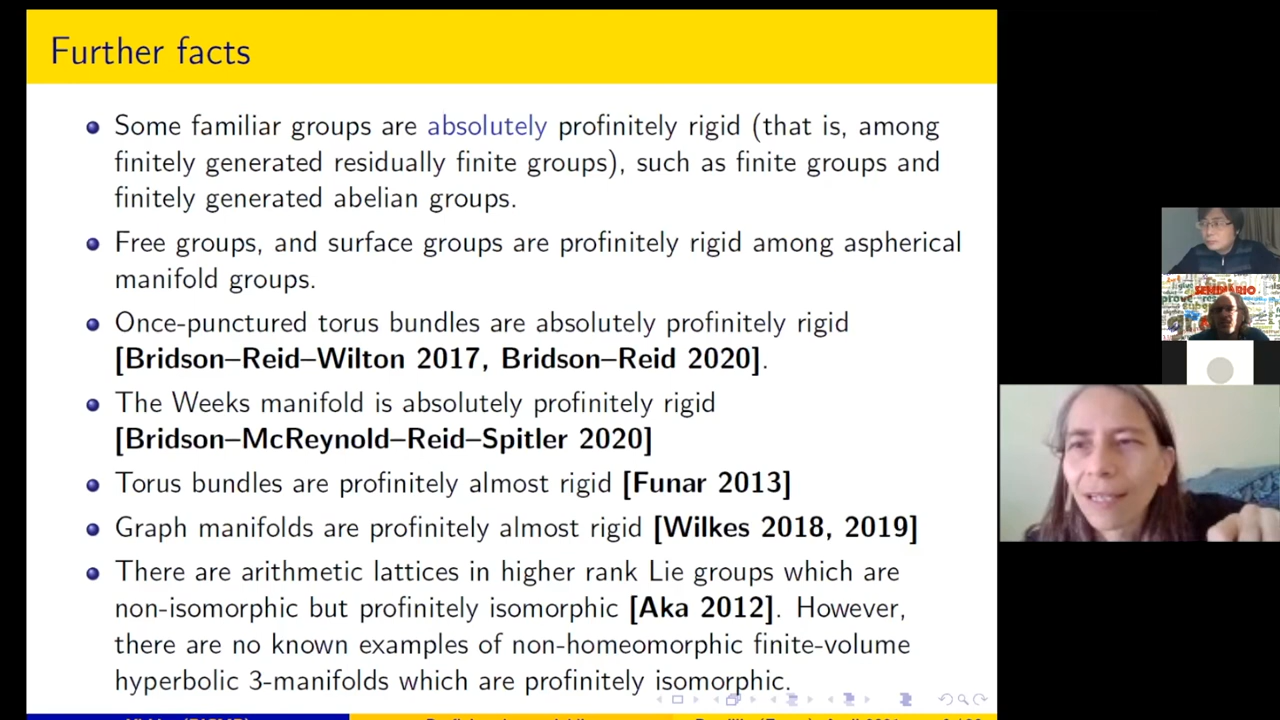 Further facts
Some familiar groups are absolutely profinitely rigid (that is, among
finitely generated residually finite groups), such as finite groups and
finitely generated abelian groups.
Free groups, and surface groups are profinitely rigid among aspherical
manifold groups.
Once-punctured torus bundles are absolutely profinitely rigid
[Bridson–Reid–Wilton 2017, Bridson–Reid 2020].
The Weeks manifold is absolutely profinitely rigid
[Bridson–McReynold–Reid–Spitler 2020]
Torus bundles are profinitely almost rigid [Funar 2013]
Graph manifolds are profinitely almost rigid [Wilkes 2018, 2019]
There are arithmetic lattices in higher rank Lie groups which are
non-isomorphic but profinitely isomorphic [Aka 2012]. However,
there are no known examples of non-homeomorphic finite-volume
hyperbolic 3-manifolds which are profinitely isomorphic.